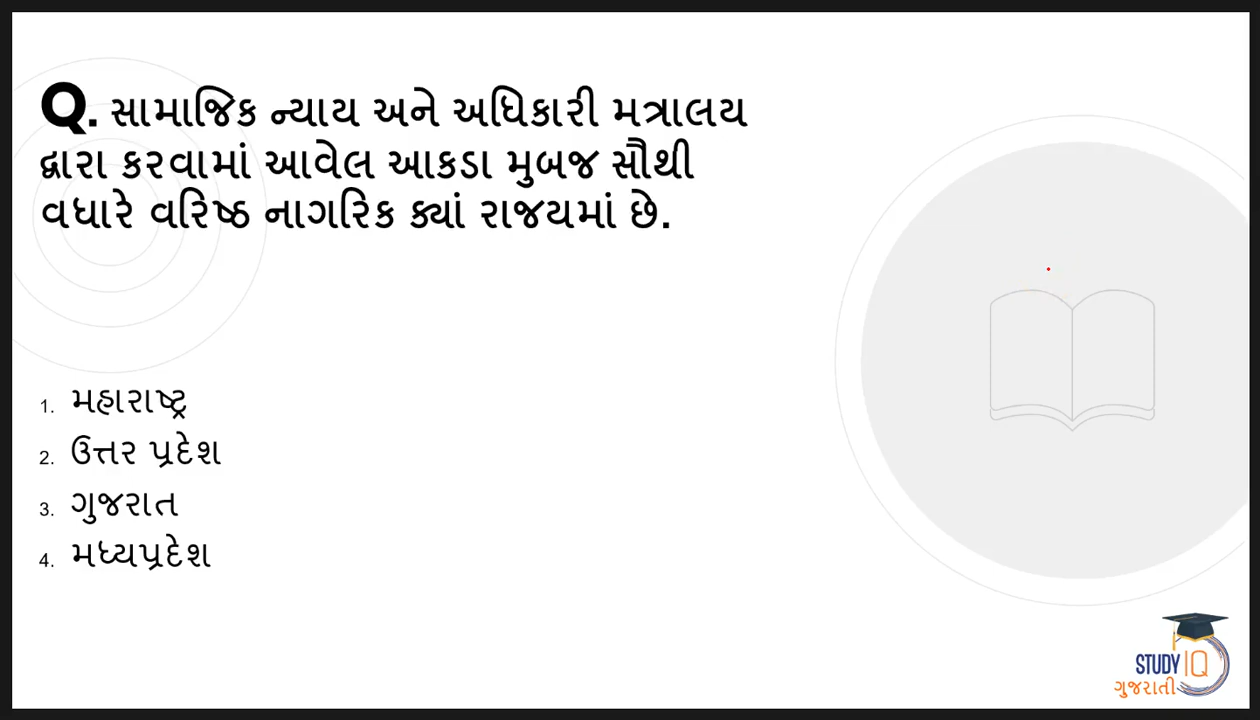 Q. સામાજિક ન્યાય અને અધિકારી મત્રાલય
દ્વારા કરવામાં આવેલ આકડા મુબજ સૌથી
વધારે વરિષ્ઠ નાગરિક ક્યાં રાજયમાં છે.
1. મહારાષ્ટ્ર
2. ઉત્તર પ્રદેશ
3. ગુજરાત
4. મધ્યપ્રદેશ
STUDY IQ
ગુજરાતી